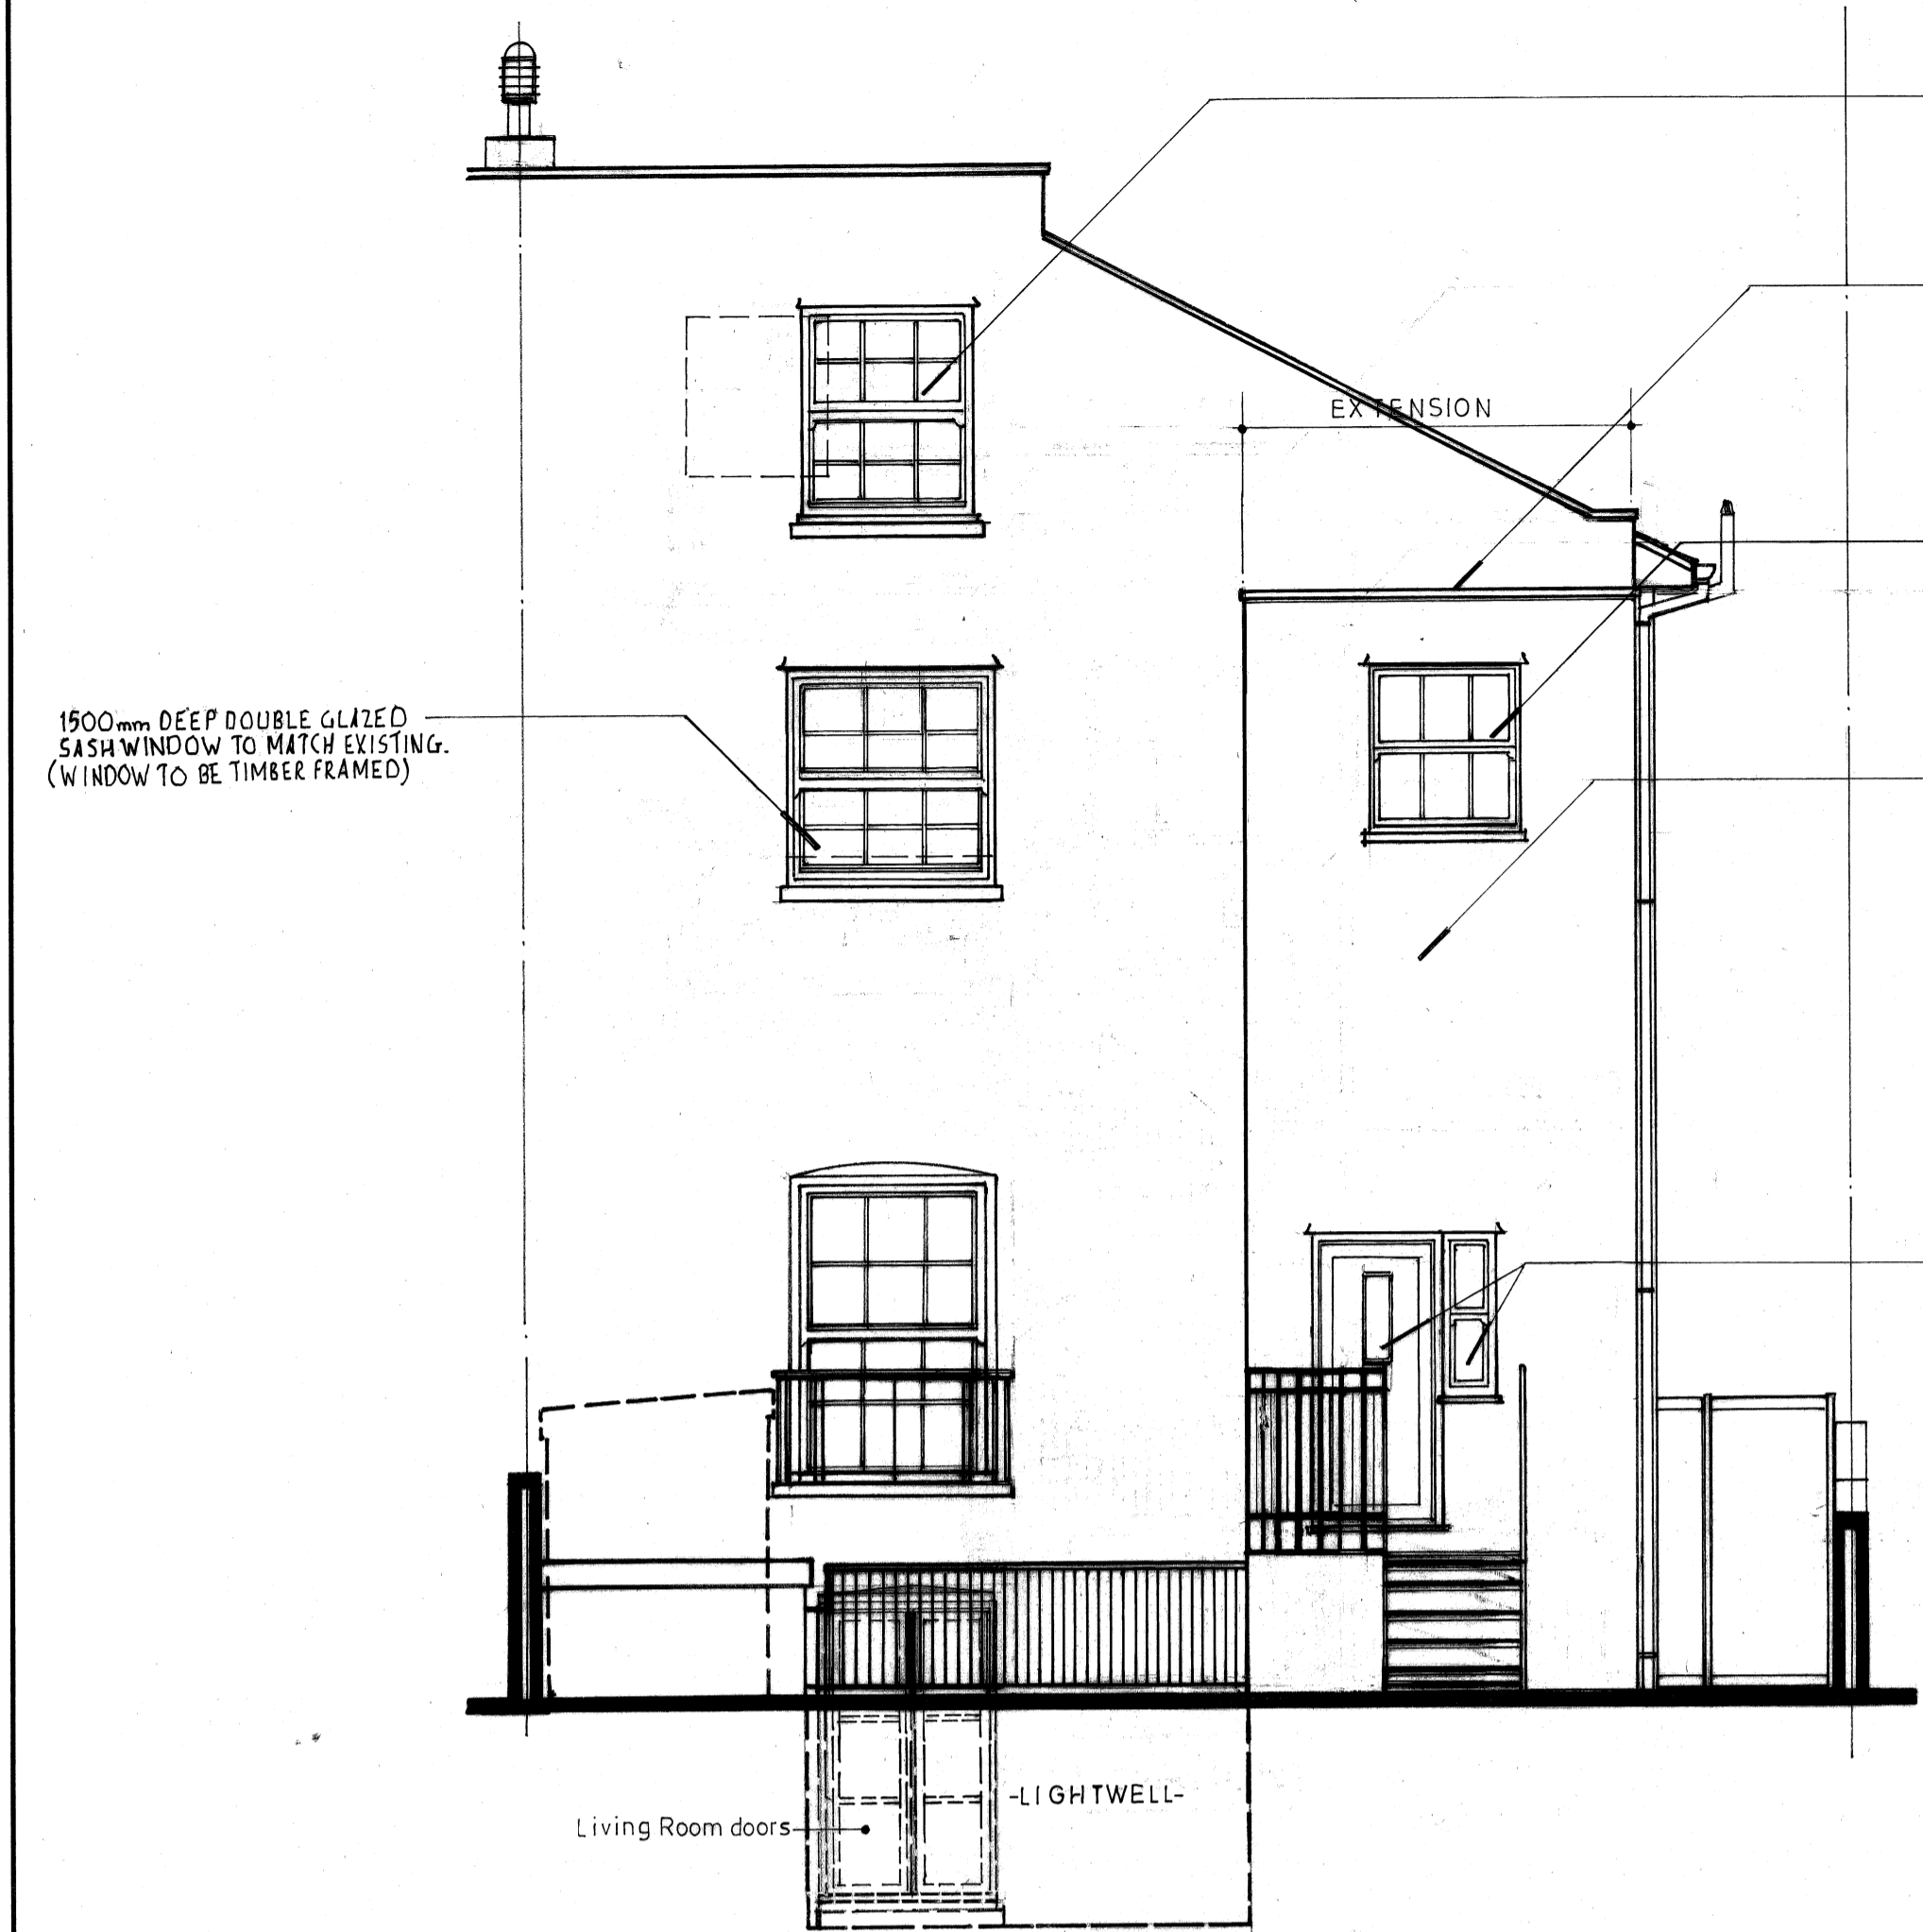 EXTENSION
1500mm DEEP DOUBLE GLAZED
SASH WINDOW TO MATCH EXISTING.
(WINDOW TO BE TIMBER FRAMED)
-LIGHTWELL-
Living Room doors